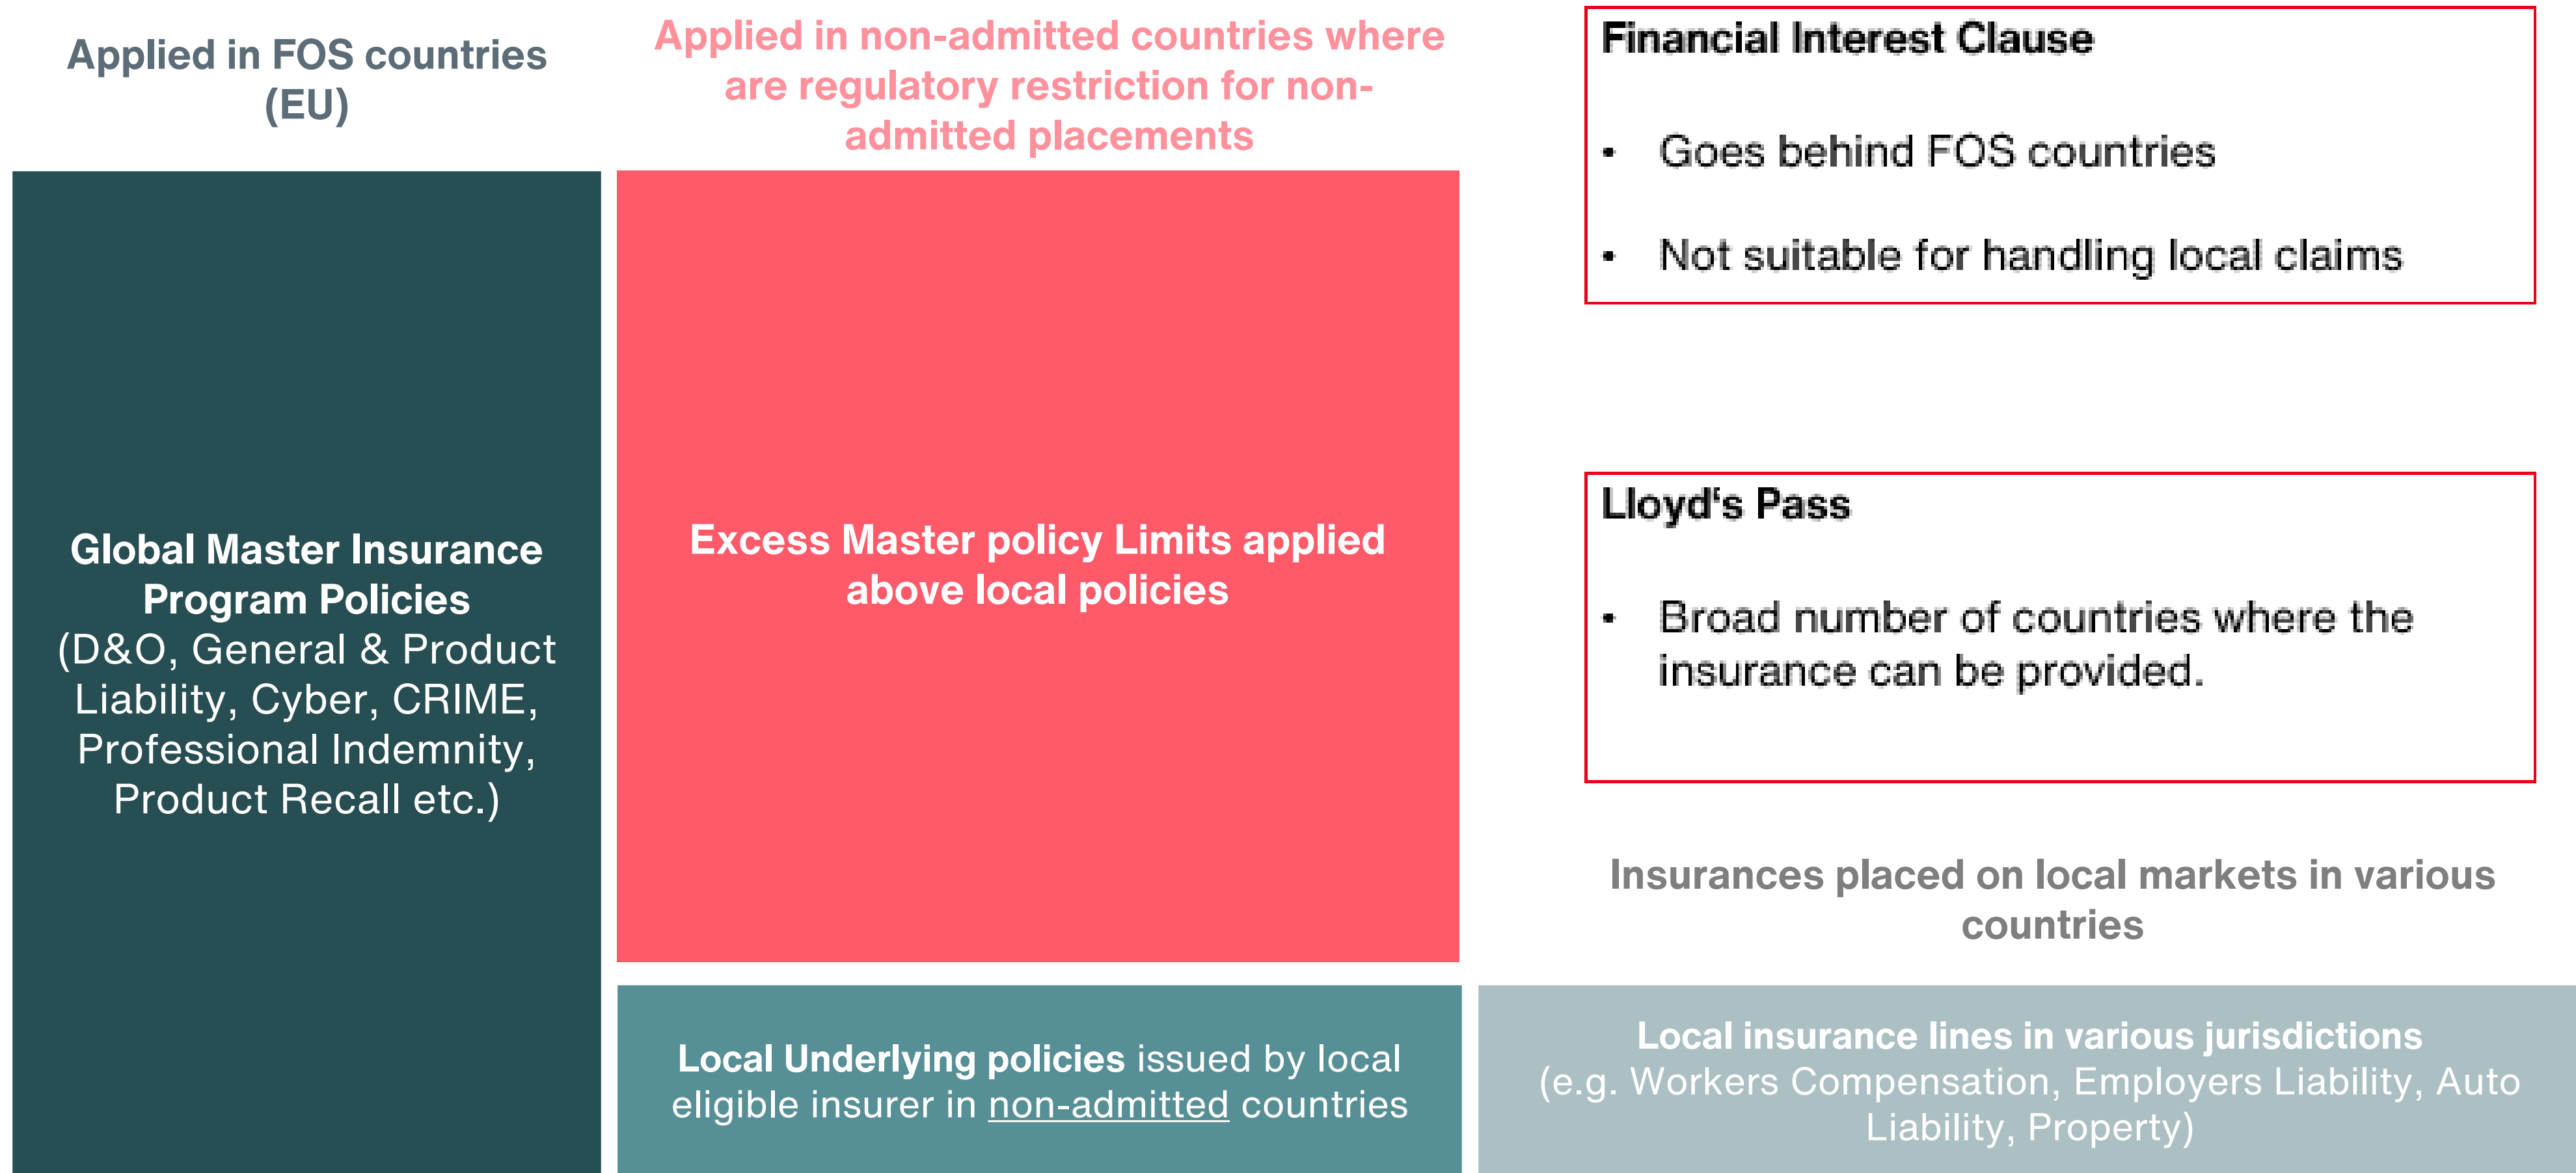 Applied in FOS countries
(EU)
Applied in non-admitted countries where
are regulatory restriction for non-
admitted placements
Financial Interest Clause
• Goes behind FOS countries
• Not suitable for handling local claims
Global Master Insurance
Program Policies
(D&O, General & Product
Liability, Cyber, CRIME,
Professional Indemnity,
Product Recall etc.)
Excess Master policy Limits applied
above local policies
Lloyd‘s Pass
• Broad number of countries where the
insurance can be provided.
Insurances placed on local markets in various
countries
Local Underlying policies issued by local
eligible insurer in non-admitted countries
Local insurance lines in various jurisdictions
(e.g. Workers Compensation, Employers Liability, Auto
Liability, Property)